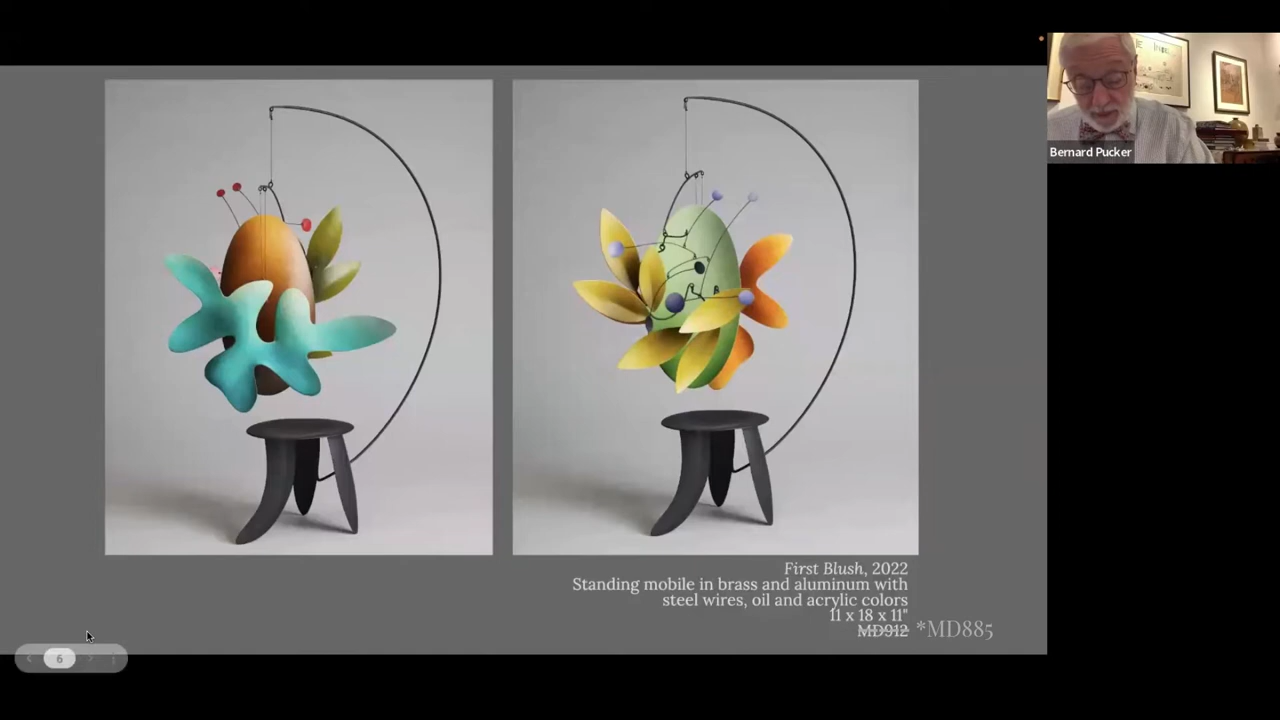 Bernard Pucker
First Blush, 2022
Standing mobile in brass and aluminum with
steel wires, oil and acrylic colors
11 x 18 x 11"
MD912 *MD885
6